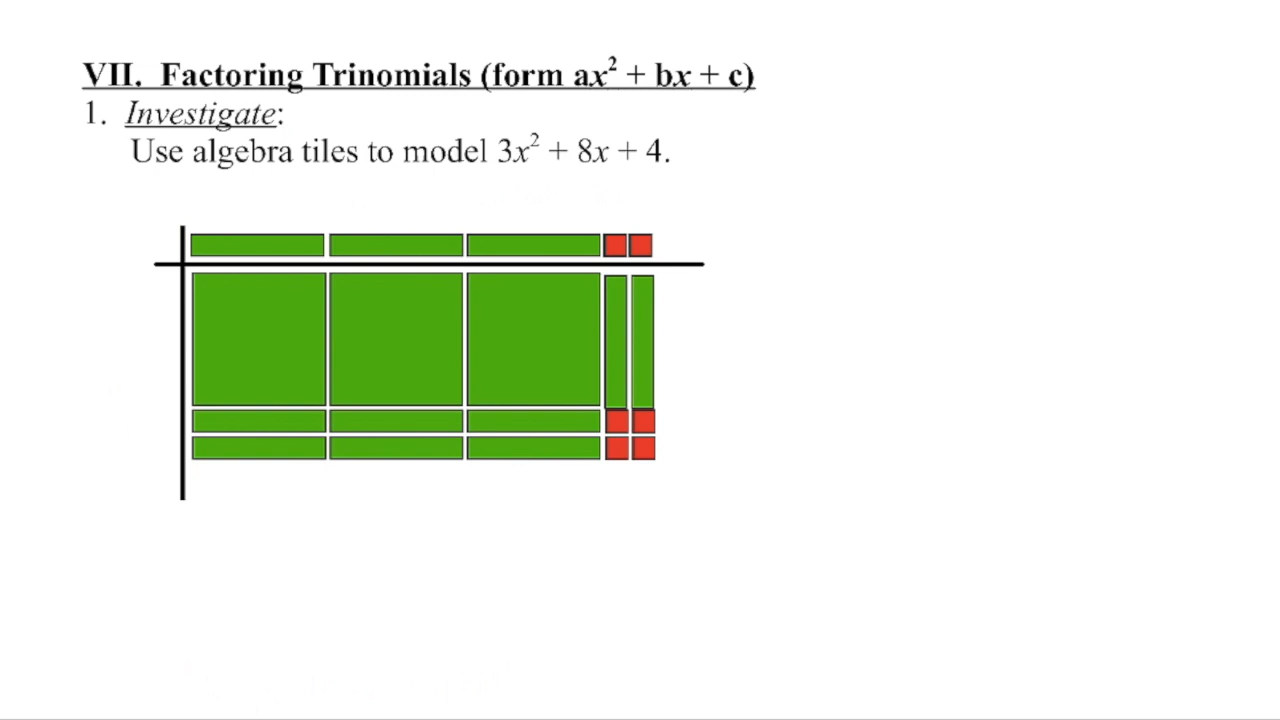 VII. Factoring Trinomials (form ax² + bx + c)
1. Investigate:
Use algebra tiles to model 3x² + 8x + 4.